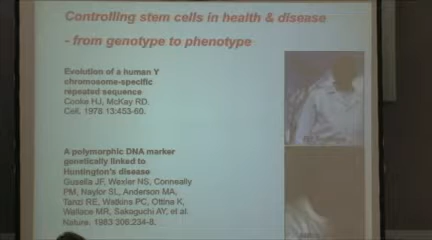 Controlling stem cells in health & disease
- from genotype to phenotype
Evolution of a human Y
chromosome-specific
repeated sequence
Cooke HJ, McKay RD.
Cell. 1978 13:453-60.
A polymorphic DNA marker
genetically linked to
Huntington's disease
Gusella JF, Wexler NS, Conneally
PM, Naylor SL, Anderson MA,
Tanzi RE, Watkins PC, Ottina K,
Wallace MR, Sakaguchi AY, et al.
Nature. 1983 306:234-8.